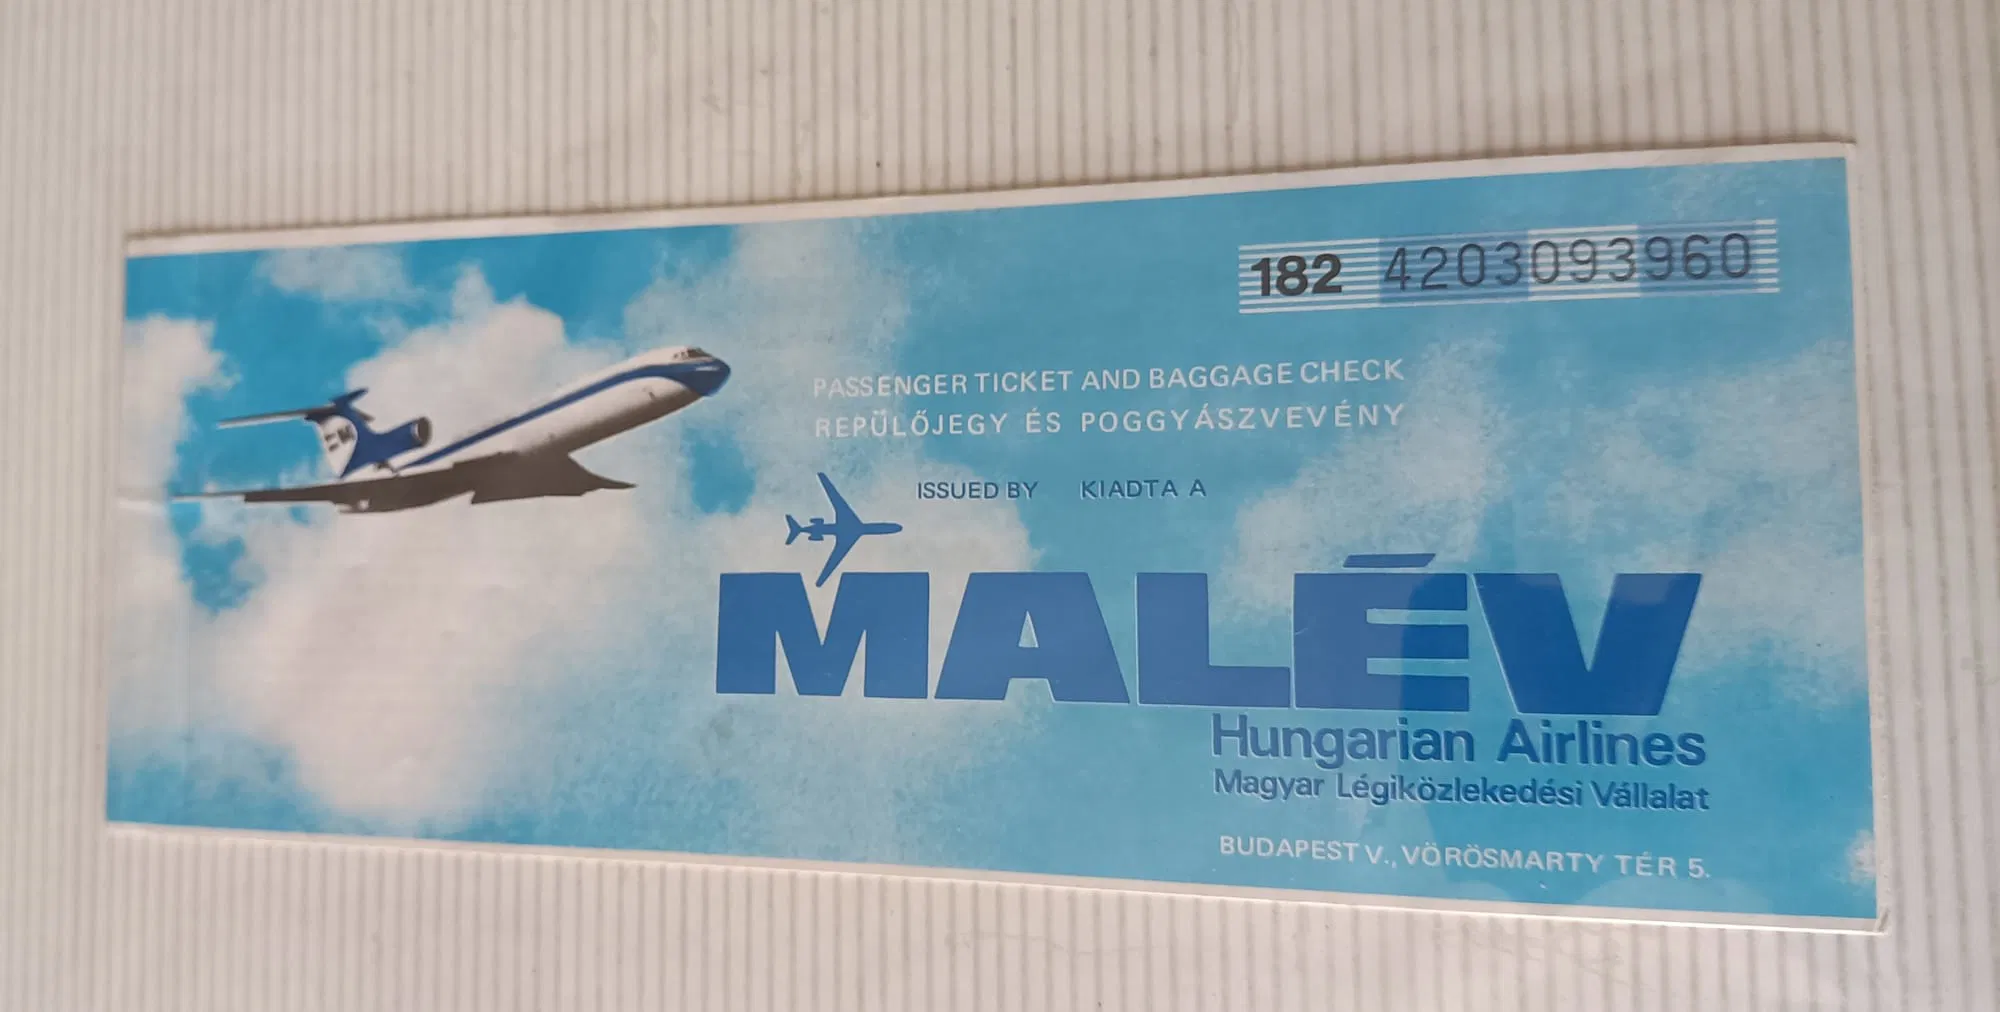 182 4203093960
PASSENGER TICKET AND BAGGAGE CHECK
REPÜLŐJEGY ÉS POGGYÁSZVEVÉNY
ISSUED BY KIADTA A
MALÉV
Hungarian Airlines
Magyar Légiközlekedési Vállalat
BUDAPEST V., VÖRÖSMARTY TÉR 5.